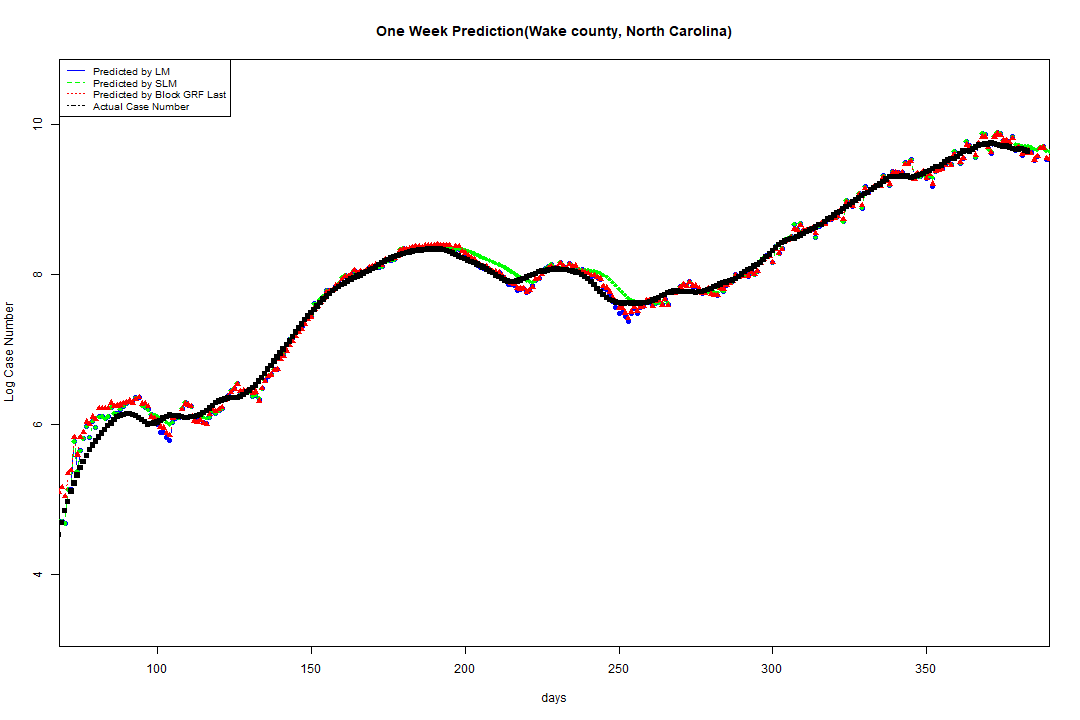 One Week Prediction(Wake county, North Carolina)
Predicted by LM
Predicted by SLM
Predicted by Block GRF Last
Actual Case Number
10
8
6
4
Log Case Number
100 150 200 250 300 350
days